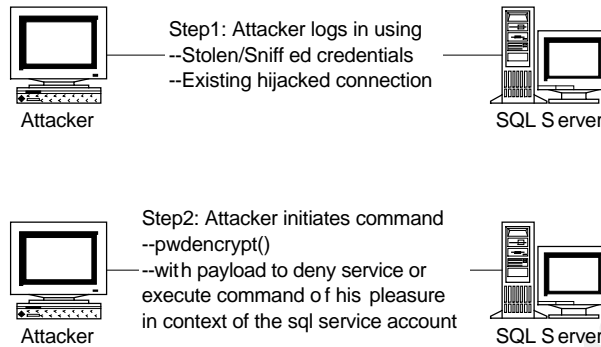 Step1: Attacker logs in using
--Stolen/Sniff ed credentials
--Existing hijacked connection
Attacker
SQL S erver
Step2: Attacker initiates command
--pwdencrypt()
--with payload to deny service or
execute command of his pleasure
in context of the sql service account
Attacker
SQL S erver